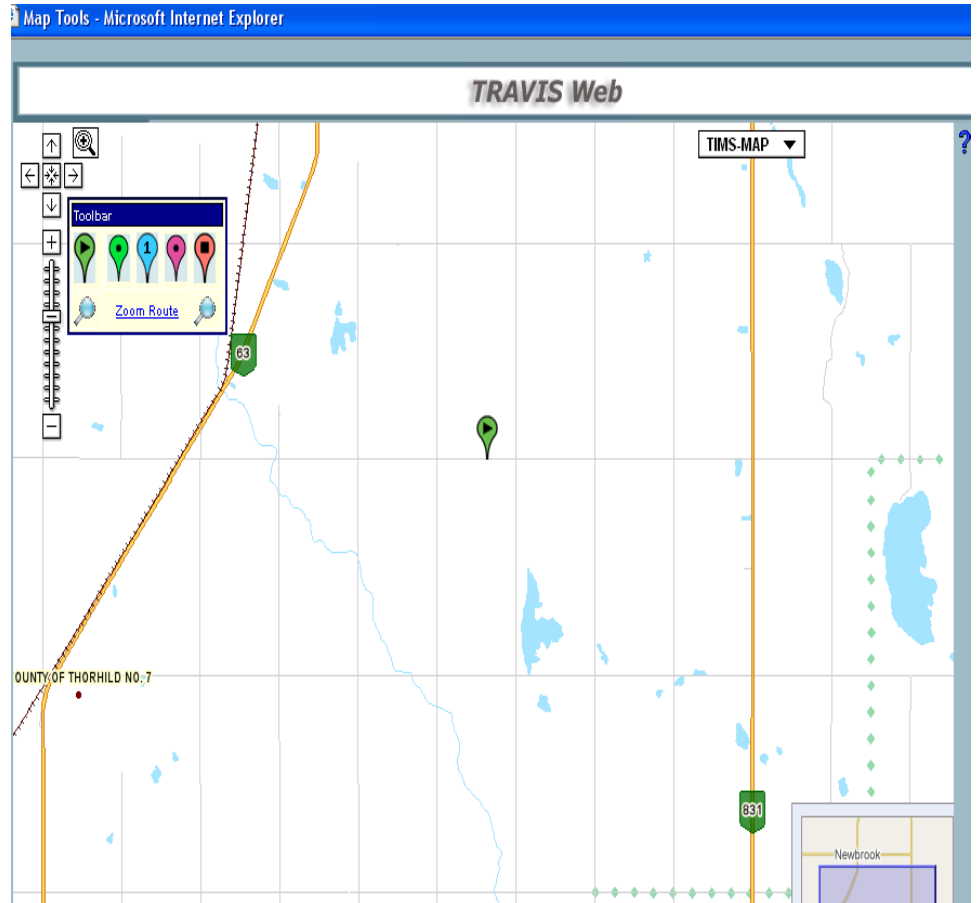 Map Tools - Microsoft Internet Explorer
TRAVIS Web
TIMS-MAP
?
Toolbar
1
Zoom Route
63
OUNTY OF THORHILD NO. 7
831
Newbrook